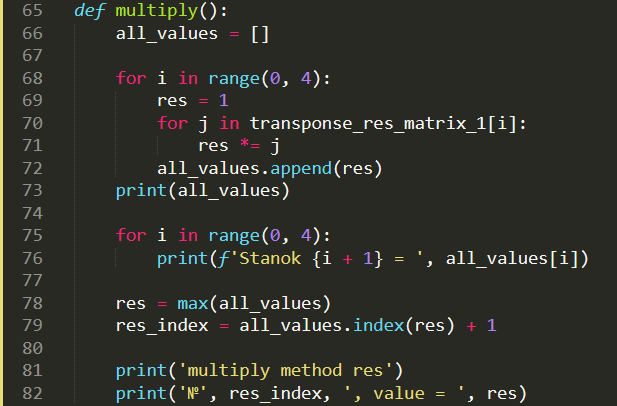 65 def multiply():
66     all_values = []
67
68     for i in range(0, 4):
69         res = 1
70         for j in transponse_res_matrix_1[i]:
71             res *= j
72         all_values.append(res)
73     print(all_values)
74
75     for i in range(0, 4):
76         print(f'Stanok {i + 1} = ', all_values[i])
77
78     res = max(all_values)
79     res_index = all_values.index(res) + 1
80
81     print('multiply method res')
82     print('№', res_index, ', value = ', res)